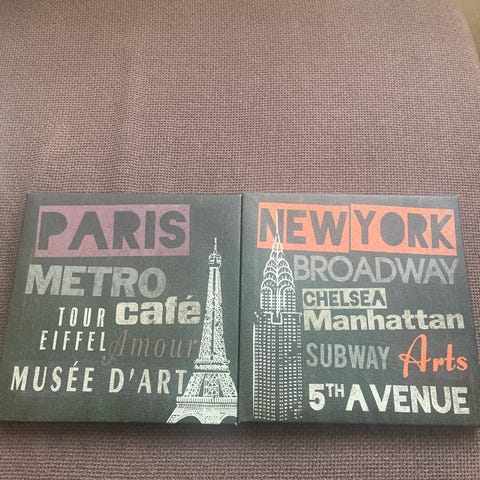 PARIS
METRO
café
TOUR
EIFFEL
Amour
MUSÉE D'ART
NEW YORK
BROADWAY
CHELSEA
Manhattan
SUBWAY Arts
5TH AVENUE